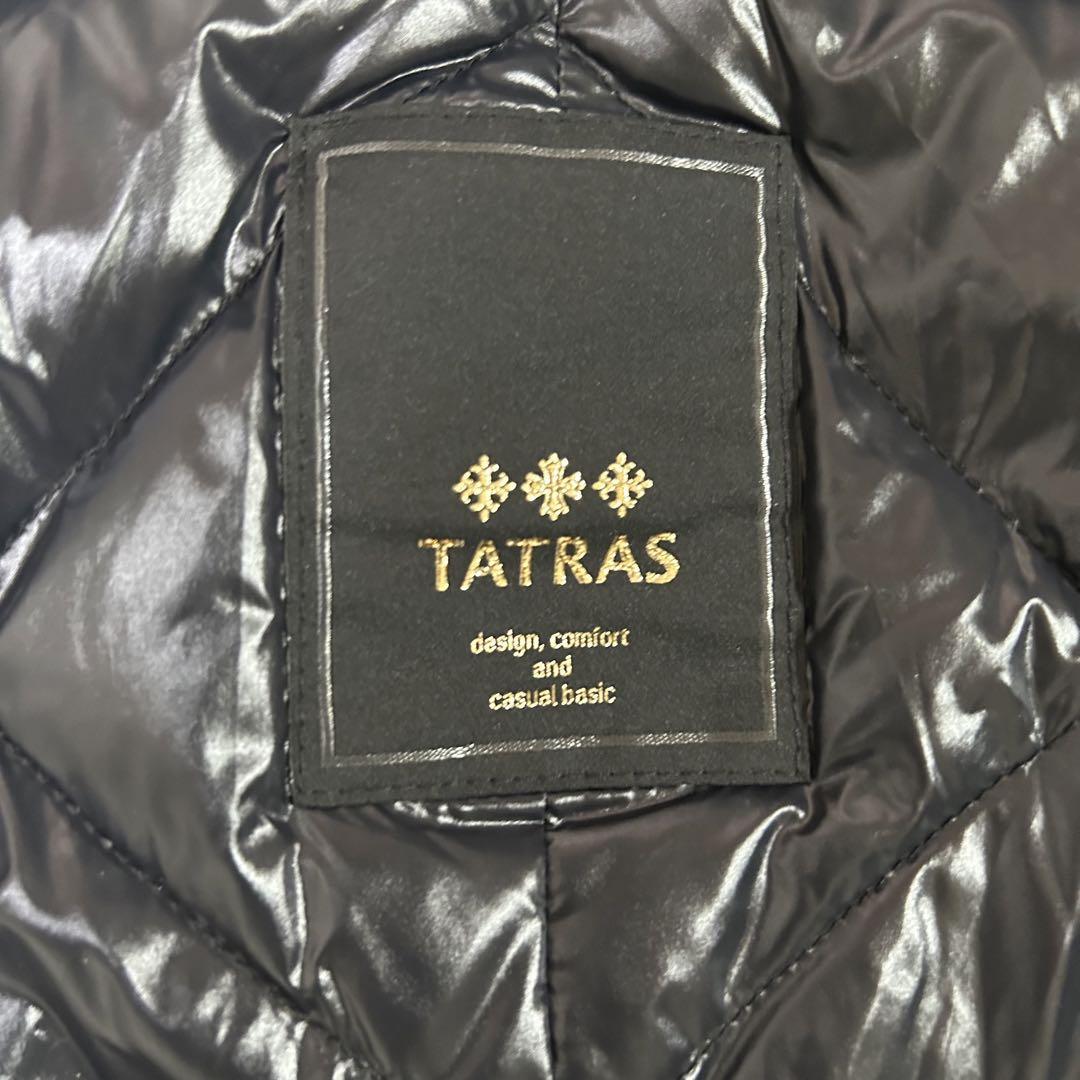 TATRAS
design, comfort
and
casual basic